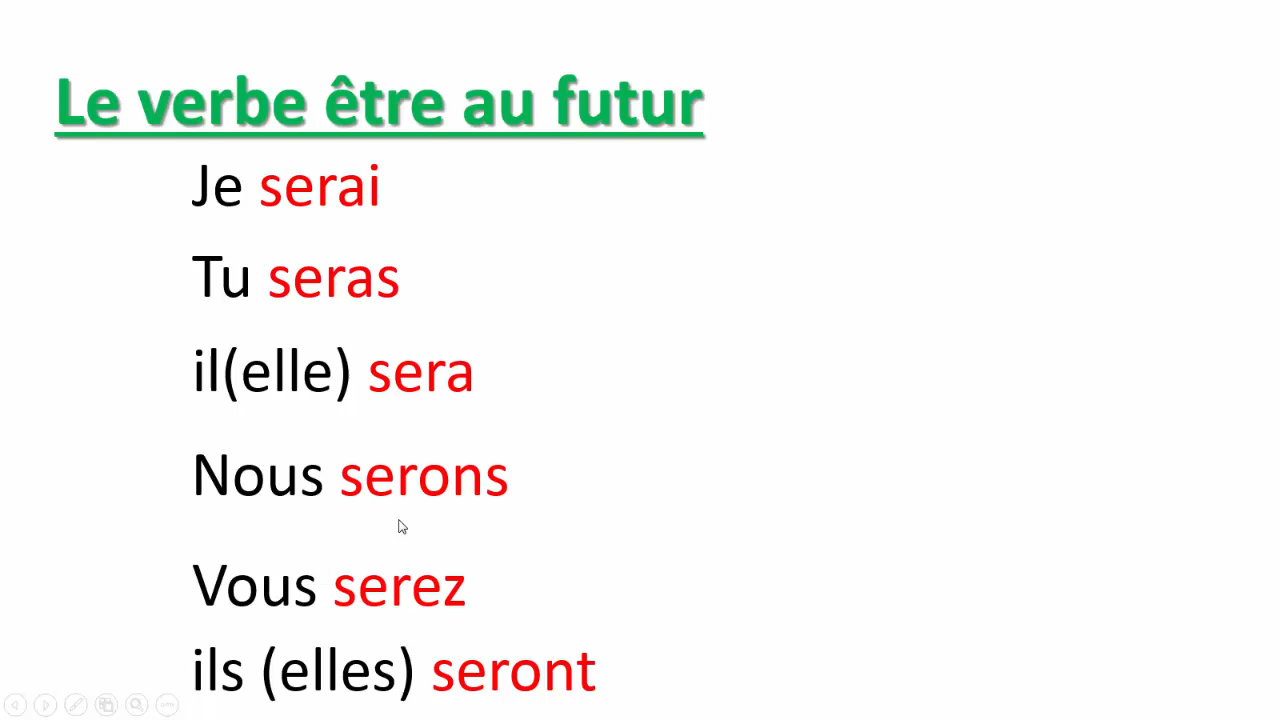 Le verbe être au futur
Je serai
Tu seras
il(elle) sera
Nous serons
Vous serez
ils (elles) seront